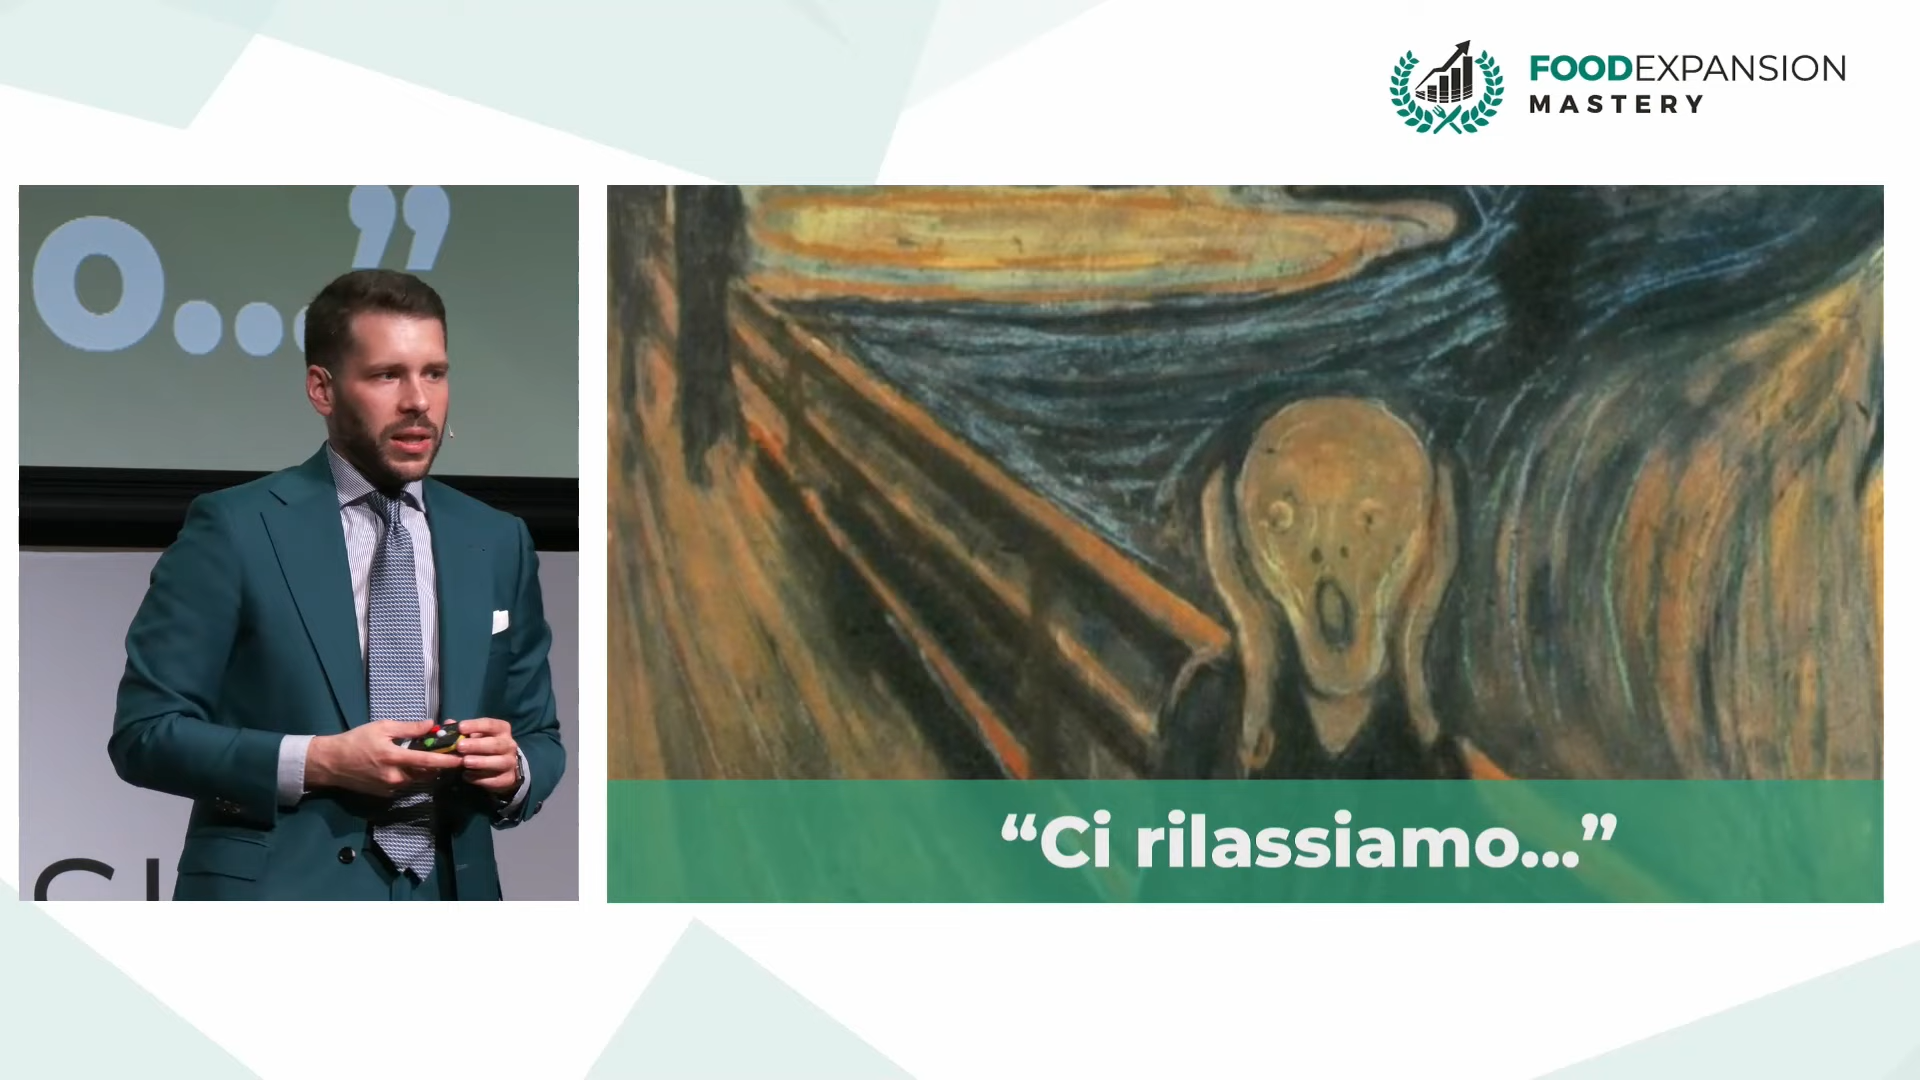 FOODEXPANSION
MASTERY
o...”
“Ci rilassiamo...”